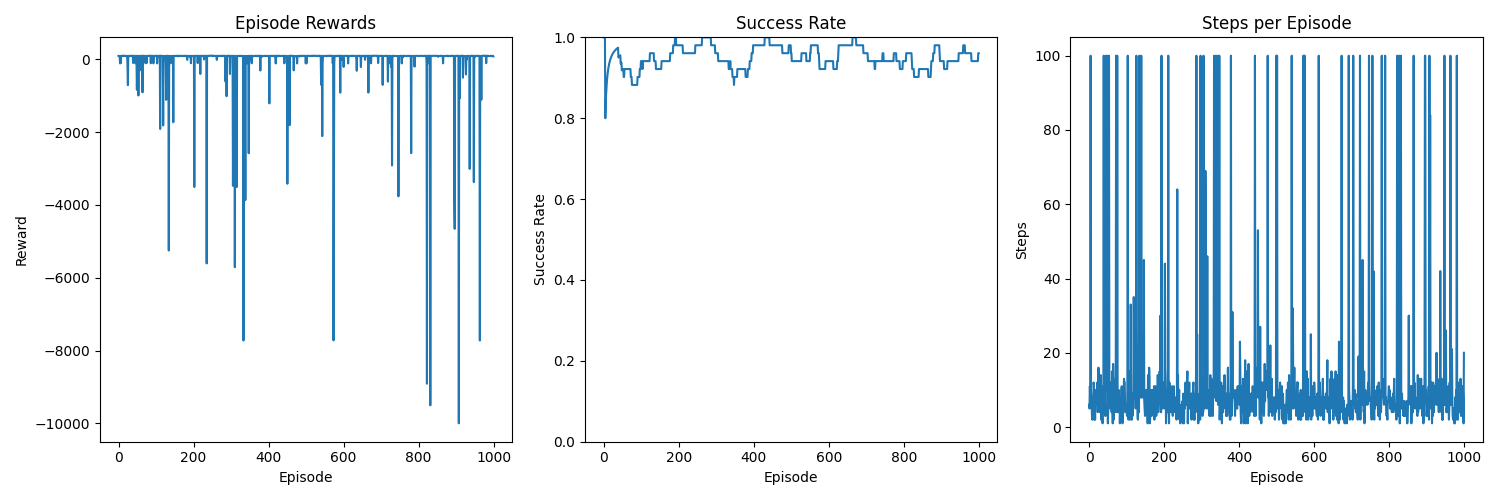 Episode Rewards
Reward
0
−2000
−4000
−6000
−8000
−10000
0 200 400 600 800 1000
Episode
Success Rate
Success Rate
1.0
0.8
0.6
0.4
0.2
0.0
0 200 400 600 800 1000
Episode
Steps per Episode
Steps
100
80
60
40
20
0
0 200 400 600 800 1000
Episode